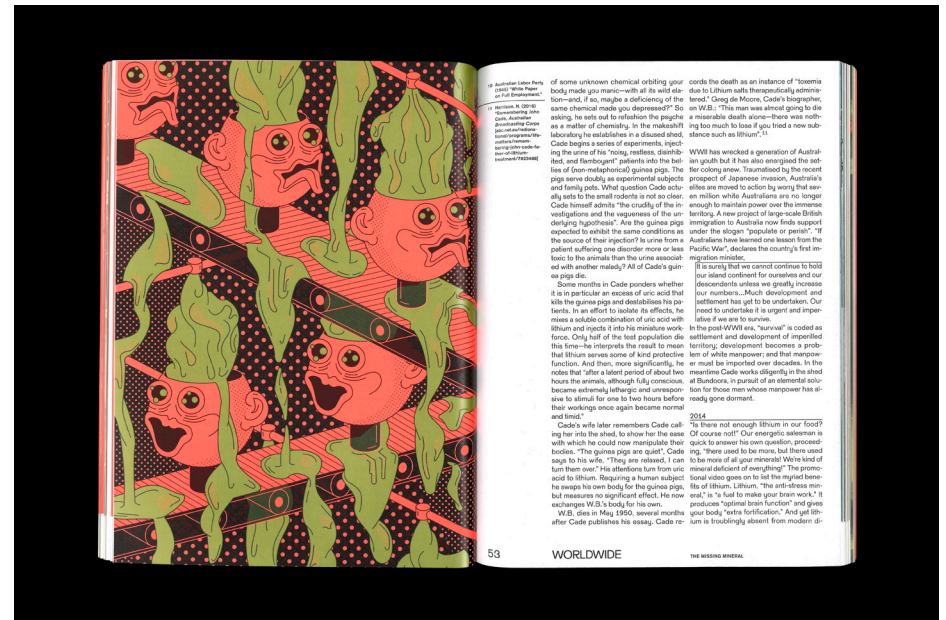 10 Australian Labor Party
(1945) "White Paper
on Full Employment."
11 Harrison, N. (2016)
"Remembering John
Cade, Australian
Broadcasting Corps
[abc.net.au/radiona-
tional/programs/life-
matters/remem-
bering-john-cade-fa-
ther-of-lithium-
treatment/7823486]
of some unknown chemical orbiting your
body made you manic—with all its wild ela-
tion—and, if so, maybe a deficiency of the
same chemical made you depressed?" So
asking, he sets out to refashion the psyche
as a matter of chemistry. In the makeshift
laboratory he establishes in a disused shed,
Cade begins a series of experiments, inject-
ing the urine of his "noisy, restless, disinhib-
ited, and flamboyant" patients into the bel-
lies of (non-metaphorical) guinea pigs. The
pigs serve doubly as experimental subjects
and family pets. What question Cade actu-
ally sets to the small rodents is not so clear.
Cade himself admits "the crudity of the in-
vestigations and the vagueness of the un-
derlying hypothesis". Are the guinea pigs
expected to exhibit the same conditions as
the source of their injection? Is urine from a
patient suffering one disorder more or less
toxic to the animals than the urine associat-
ed with another malady? All of Cade's guin-
ea pigs die.
Some months in Cade ponders whether
it is in particular an excess of uric acid that
kills the guinea pigs and destabilises his pa-
tients. In an effort to isolate its effects, he
mixes a soluble combination of uric acid with
lithium and injects it into his miniature work-
force. Only half of the test population die
this time—he interprets the result to mean
that lithium serves some kind of protective
function. And then, more significantly, he
notes that "after a latent period of about two
hours the animals, although fully conscious,
became extremely lethargic and unrespon-
sive to stimuli for one to two hours before
their workings once again became normal
and timid."
Cade's wife later remembers Cade call-
ing her into the shed, to show her the ease
with which he could now manipulate their
bodies. "The guinea pigs are quiet", Cade
says to his wife. "They are relaxed, I can
turn them over." His attentions turn from uric
acid to lithium. Requiring a human subject
he swaps his own body for the guinea pigs,
but measures no significant effect. He now
exchanges W.B.'s body for his own.
W.B. dies in May 1950, several months
after Cade publishes his essay. Cade re-
cords the death as an instance of "toxemia
due to Lithium salts therapeutically adminis-
tered." Greg de Moore, Cade's biographer,
on W.B.: "This man was almost going to die
a miserable death alone—there was noth-
ing too much to lose if you tried a new sub-
stance such as lithium". 11
WWII has wrecked a generation of Austral-
ian youth but it has also energised the set-
tler colony anew. Traumatised by the recent
prospect of Japanese invasion, Australia's
elites are moved to action by worry that sev-
en million white Australians are no longer
enough to maintain power over the immense
territory. A new project of large-scale British
immigration to Australia now finds support
under the slogan "populate or perish". "If
Australians have learned one lesson from the
Pacific War", declares the country's first im-
migration minister,
It is surely that we cannot continue to hold
our island continent for ourselves and our
descendents unless we greatly increase
our numbers...Much development and
settlement has yet to be undertaken. Our
need to undertake it is urgent and imper-
ative if we are to survive.
In the post-WWII era, "survival" is coded as
settlement and development of imperilled
territory; development becomes a prob-
lem of white manpower; and that manpow-
er must be imported over decades. In the
meantime Cade works diligently in the shed
at Bundoora, in pursuit of an elemental solu-
tion for those men whose manpower has al-
ready gone dormant.
2014
"Is there not enough lithium in our food?
Of course not!" Our energetic salesman is
quick to answer his own question, proceed-
ing, "there used to be more, but there used
to be more of all your minerals! We're kind of
mineral deficient of everything!" The promo-
tional video goes on to list the myriad bene-
fits of lithium. Lithium, "the anti-stress min-
eral," is "a fuel to make your brain work." It
produces "optimal brain function" and gives
your body "extra fortification." And yet lith-
ium is troublingly absent from modern di-
53
WORLDWIDE
THE MISSING MINERAL